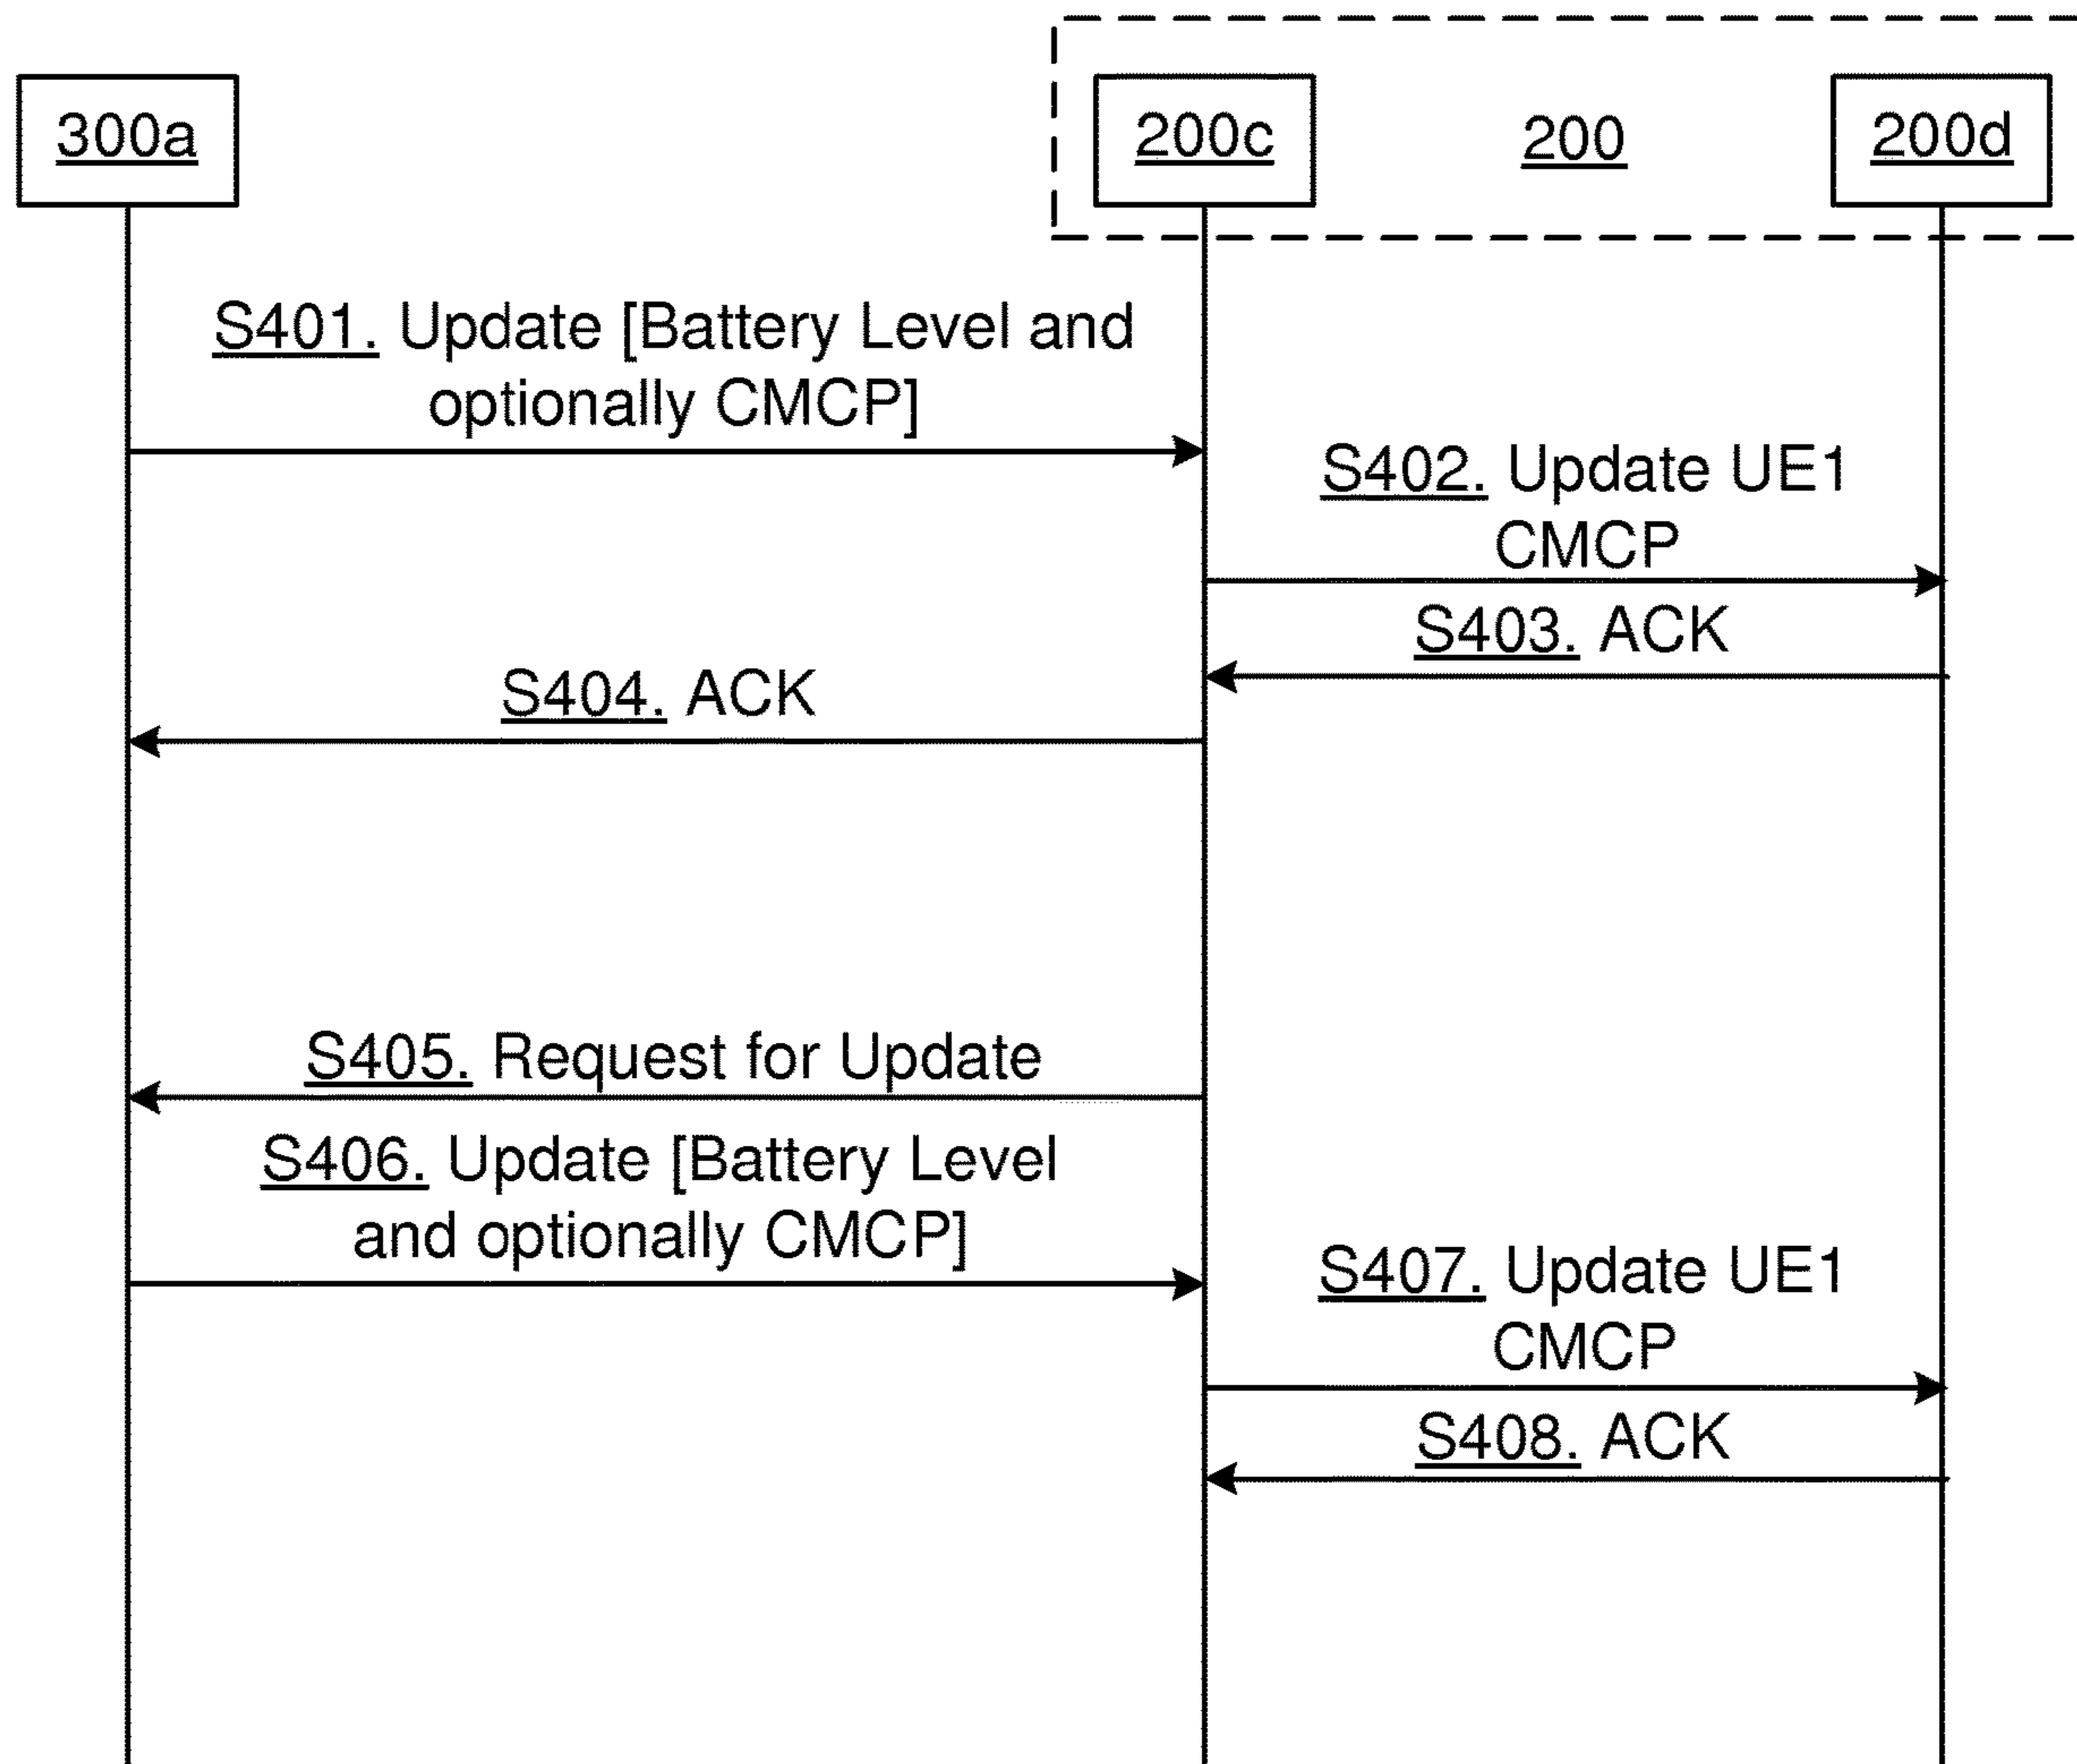 300a
200c
200
200d
S401. Update [Battery Level and
optionally CMCP]
S402. Update UE1
CMCP
S403. ACK
S404. ACK
S405. Request for Update
S406. Update [Battery Level
and optionally CMCP]
S407. Update UE1
CMCP
S408. ACK